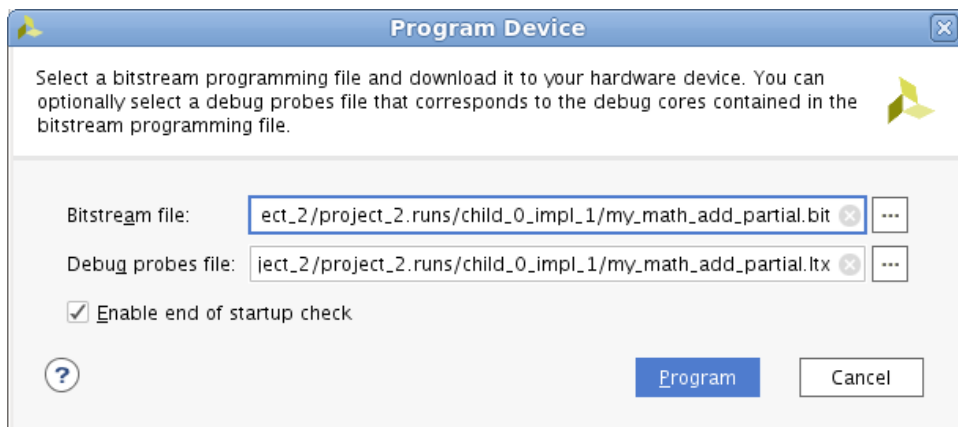 Program Device
Select a bitstream programming file and download it to your hardware device. You can
optionally select a debug probes file that corresponds to the debug cores contained in the
bitstream programming file.
Bitstream file: ect_2/project_2.runs/child_0_impl_1/my_math_add_partial.bit ...
Debug probes file: ject_2/project_2.runs/child_0_impl_1/my_math_add_partial.ltx ...
Enable end of startup check
? Program Cancel